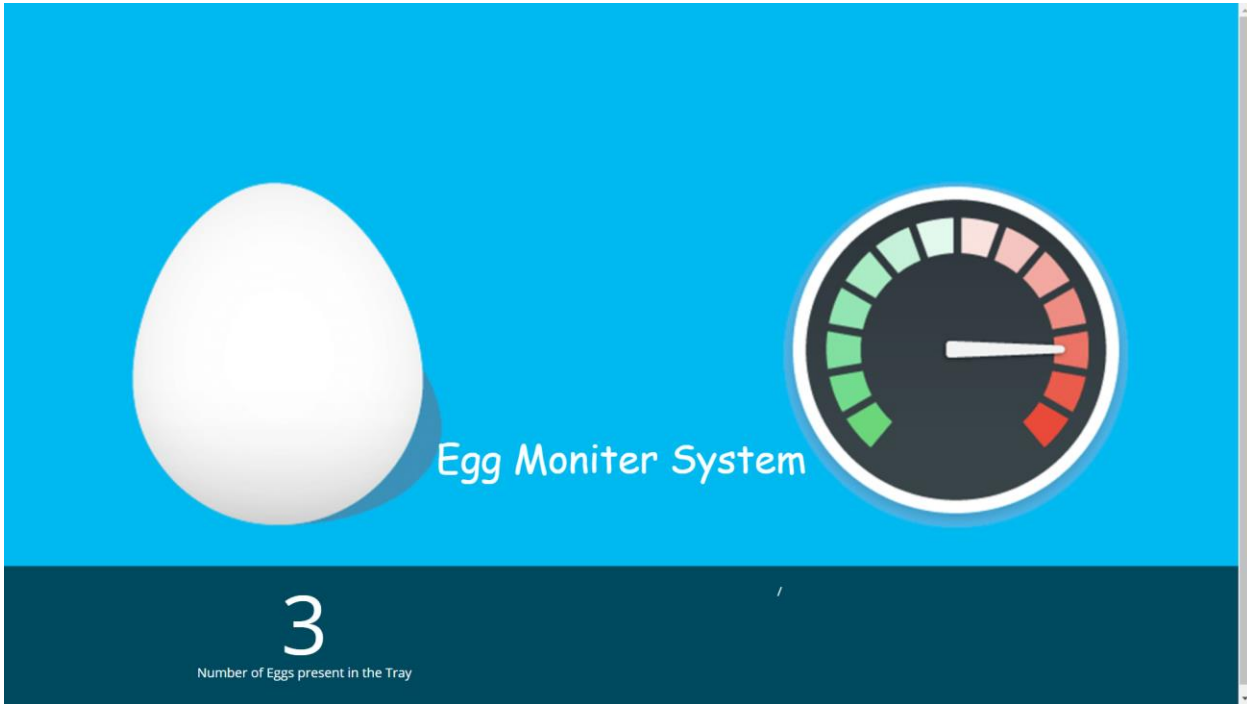 Egg Moniter System
3
/
Number of Eggs present in the Tray